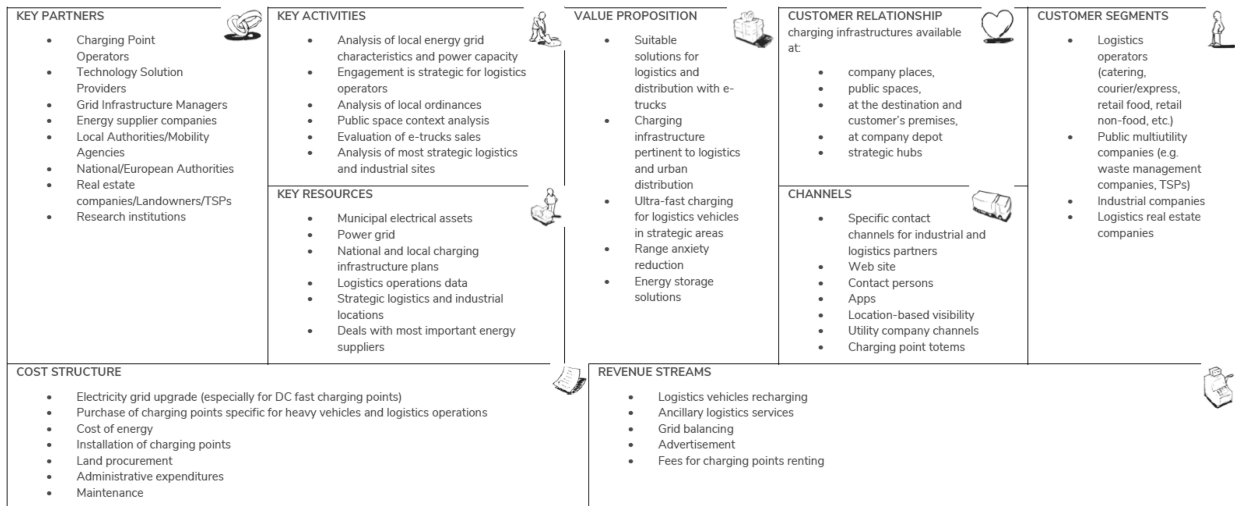 KEY PARTNERS
• Charging Point
Operators
• Technology Solution
Providers
• Grid Infrastructure Managers
• Energy supplier companies
• Local Authorities/Mobility
Agencies
• National/European Authorities
• Real estate
companies/Landowners/TSPs
• Research institutions
KEY ACTIVITIES
• Analysis of local energy grid
characteristics and power capacity
• Engagement is strategic for logistics
operators
• Analysis of local ordinances
• Public space context analysis
• Evaluation of e-trucks sales
• Analysis of most strategic logistics
and industrial sites
KEY RESOURCES
• Municipal electrical assets
• Power grid
• National and local charging
infrastructure plans
• Logistics operations data
• Strategic logistics and industrial
locations
• Deals with most important energy
suppliers
VALUE PROPOSITION
• Suitable
solutions for
logistics and
distribution with e-
trucks
• Charging
infrastructure
pertinent to logistics
and urban
distribution
• Ultra-fast charging
for logistics vehicles
in strategic areas
• Range anxiety
reduction
• Energy storage
solutions
CUSTOMER RELATIONSHIP
charging infrastructures available
at:
• company places,
• public spaces,
• at the destination and
customer's premises,
• at company depot
• strategic hubs
CHANNELS
• Specific contact
channels for industrial and
logistics partners
• Web site
• Contact persons
• Apps
• Location-based visibility
• Utility company channels
• Charging point totems
CUSTOMER SEGMENTS
• Logistics
operators
(catering,
courier/express,
retail food, retail
non-food, etc.)
• Public multiutility
companies (e.g.
waste management
companies, TSPs)
• Industrial companies
• Logistics real estate
companies
COST STRUCTURE
• Electricity grid upgrade (especially for DC fast charging points)
• Purchase of charging points specific for heavy vehicles and logistics operations
• Cost of energy
• Installation of charging points
• Land procurement
• Administrative expenditures
• Maintenance
REVENUE STREAMS
• Logistics vehicles recharging
• Ancillary logistics services
• Grid balancing
• Advertisement
• Fees for charging points renting